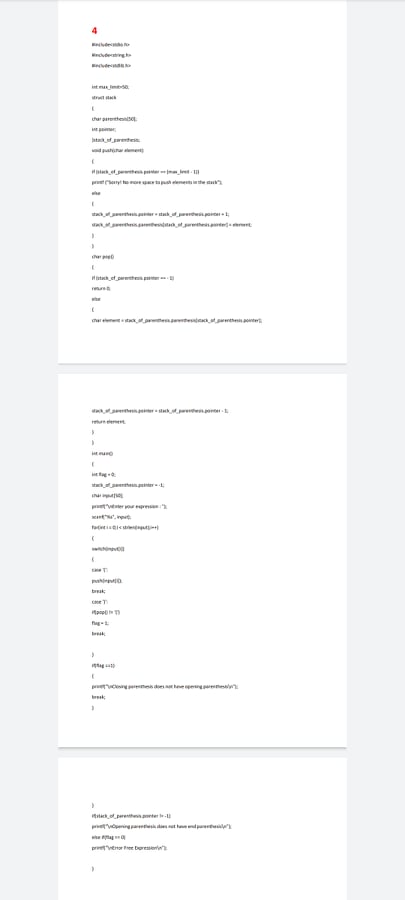 4
#include<stdio.h>
#include<string.h>
#include<stdlib.h>
int max_limit=50;
struct stack
{
char parenthesis[50];
int pointer;
}stack_of_parenthesis;
void push(char element)
{
if (stack_of_parenthesis.pointer == (max_limit - 1))
printf ("Sorry! No more space to push elements in the stack");
else
{
stack_of_parenthesis.pointer = stack_of_parenthesis.pointer + 1;
stack_of_parenthesis.parenthesis[stack_of_parenthesis.pointer] = element;
}
}
char pop()
{
if (stack_of_parenthesis.pointer == - 1)
return 0;
else
{
char element = stack_of_parenthesis.parenthesis[stack_of_parenthesis.pointer];
stack_of_parenthesis.pointer = stack_of_parenthesis.pointer - 1;
return element;
}
}
int main()
{
int flag = 0;
stack_of_parenthesis.pointer = -1;
char input[50];
printf("\nEnter your expression : ");
scanf("%s", input);
for(int i = 0;i < strlen(input);i++)
{
switch(input[i])
{
case '(':
push(input[i]);
break;
case ')':
if(pop() != '(')
flag = 1;
break;
}
if(flag ==1)
{
printf("\nClosing parenthesis does not have opening parenthesis\n");
break;
}
}
if(stack_of_parenthesis.pointer != -1)
printf("\nOpening parenthesis does not have end parenthesis\n");
else if(flag == 0)
printf("\nError Free Expression\n");
}